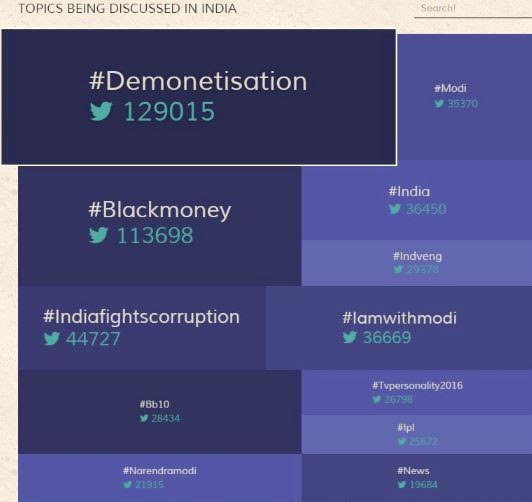 TOPICS BEING DISCUSSED IN INDIA
Search!
#Demonetisation
129015
#Modi
35370
#Blackmoney
113698
#India
36450
#Indveng
29378
#Indiafightscorruption
44727
#Iamwithmodi
36669
#Bb10
28434
#Tvpersonality2016
26798
#Ipl
25672
#Narendramodi
21915
#News
19684